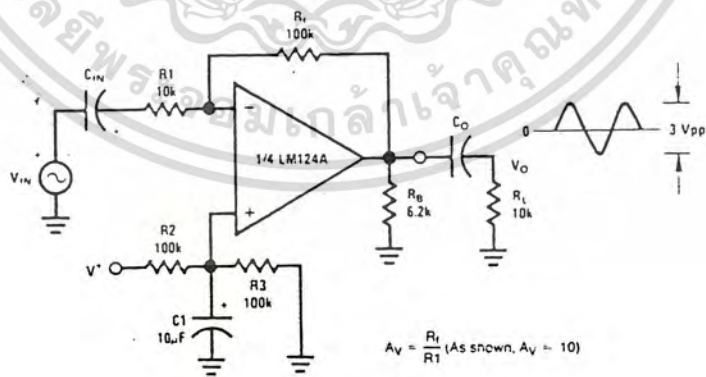 Rf
100k
CIN
R1
10k
−
1/4 LM124A
+
VIN
+
CO
0
3 Vpp
VO
RB
6.2k
RL
10k
R2
100k
V+
R3
100k
C1
10µF
+
AV = Rf/R1 (As shown, AV = 10)